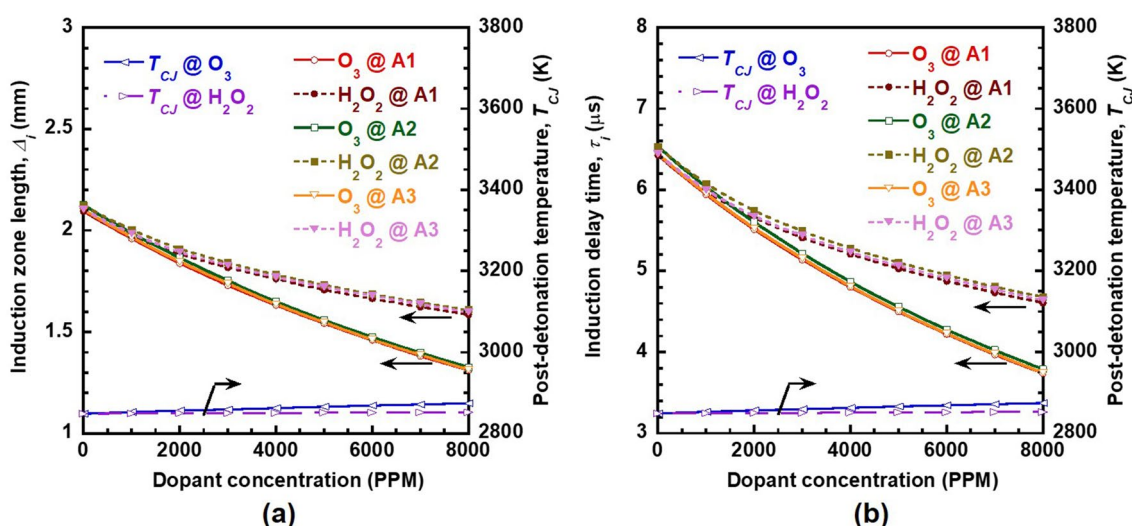 3
2.5
2
1.5
1
Induction zone length, Δi (mm)
TCJ @ O3
TCJ @ H2O2
O3 @ A1
H2O2 @ A1
O3 @ A2
H2O2 @ A2
O3 @ A3
H2O2 @ A3
3800
3600
3400
3200
3000
2800
Post-detonation temperature, TCJ (K)
0 2000 4000 6000 8000
Dopant concentration (PPM)
(a)
8
7
6
5
4
3
Induction delay time, τi (μs)
TCJ @ O3
TCJ @ H2O2
O3 @ A1
H2O2 @ A1
O3 @ A2
H2O2 @ A2
O3 @ A3
H2O2 @ A3
3800
3600
3400
3200
3000
2800
Post-detonation temperature, TCJ (K)
0 2000 4000 6000 8000
Dopant concentration (PPM)
(b)